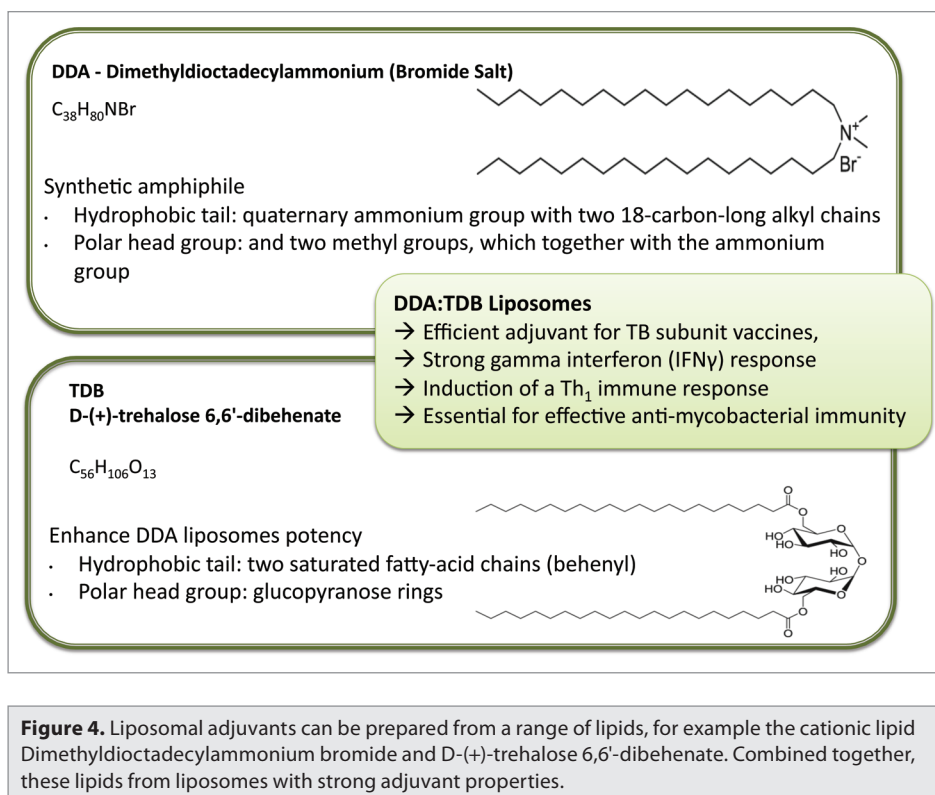 DDA - Dimethyldioctadecylammonium (Bromide Salt)
C38H80NBr
N+
Br-
Synthetic amphiphile
· Hydrophobic tail: quaternary ammonium group with two 18-carbon-long alkyl chains
· Polar head group: and two methyl groups, which together with the ammonium
group
DDA:TDB Liposomes
→ Efficient adjuvant for TB subunit vaccines,
→ Strong gamma interferon (IFNγ) response
→ Induction of a Th1 immune response
→ Essential for effective anti-mycobacterial immunity
TDB
D-(+)-trehalose 6,6'-dibehenate
C56H106O13
Enhance DDA liposomes potency
· Hydrophobic tail: two saturated fatty-acid chains (behenyl)
· Polar head group: glucopyranose rings
O
O
HO
O
HO
HO
O
HO
HO
HO
O
O
O
Figure 4. Liposomal adjuvants can be prepared from a range of lipids, for example the cationic lipid
Dimethyldioctadecylammonium bromide and D-(+)-trehalose 6,6'-dibehenate. Combined together,
these lipids from liposomes with strong adjuvant properties.